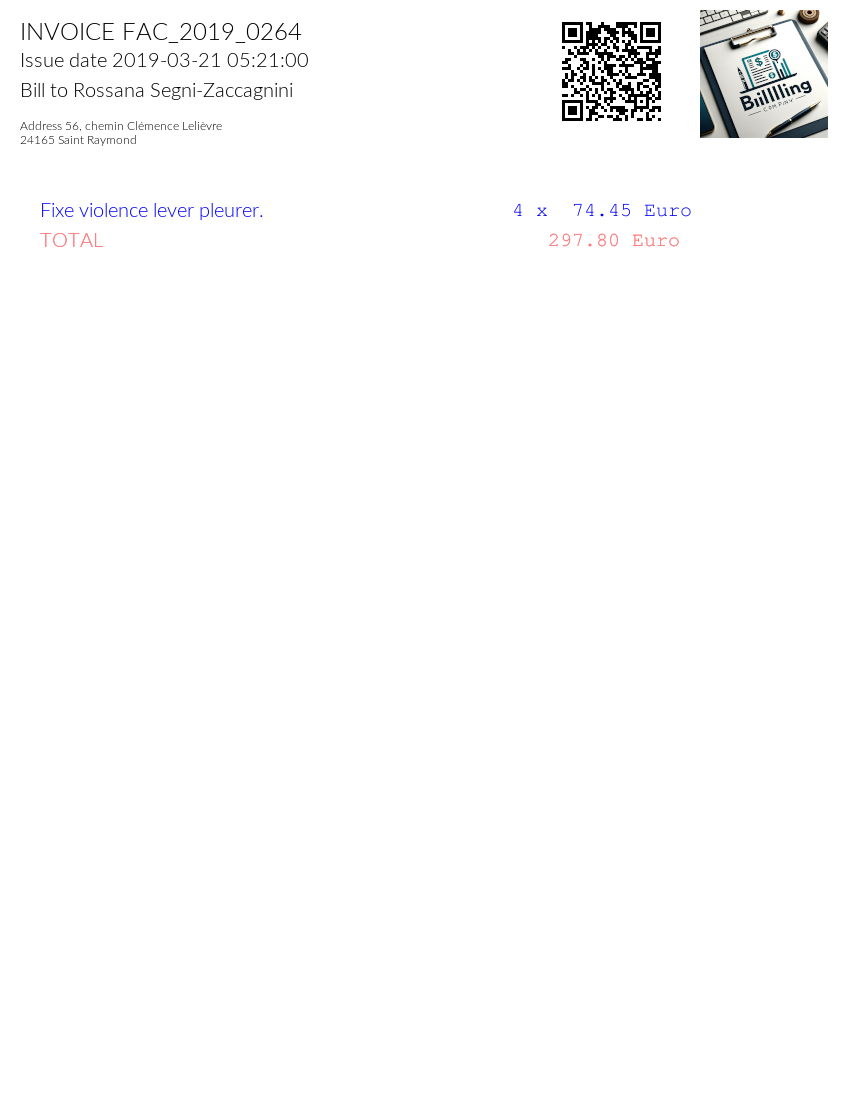 INVOICE FAC_2019_0264
Issue date 2019-03-21 05:21:00
Bill to Rossana Segni-Zaccagnini
Address 56, chemin Clémence Lelièvre
24165 Saint Raymond
Biilllling
COMPANY
Fixe violence lever pleurer. 4 x 74.45 Euro
TOTAL 297.80 Euro